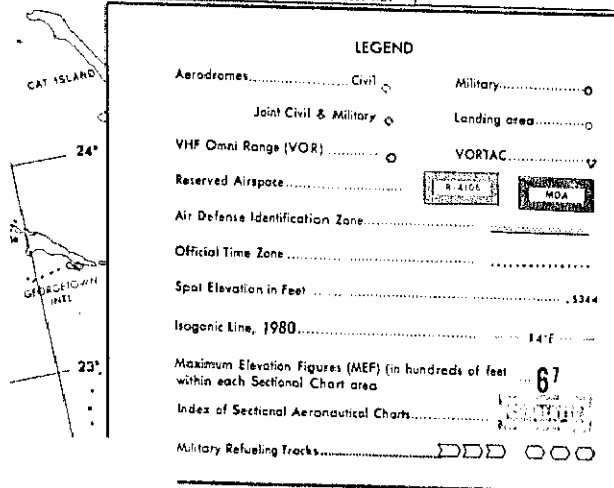 CAT ISLAND
24°
GEORGETOWN
INTL
23°
LEGEND
Aerodromes............Civil
Military..............
Joint Civil & Military
Landing area........
VHF Omni Range (VOR)..............
VORTAC..............
Reserved Airspace................
R-4106
MOA
Air Defense Identification Zone................
Official Time Zone..................
Spot Elevation in Feet.......................5344
Isogonic Line, 1980........................14°E
Maximum Elevation Figures (MEF) (in hundreds of feet
within each Sectional Chart area
6⁷
Index of Sectional Aeronautical Charts..............
Military Refueling Tracks.....................